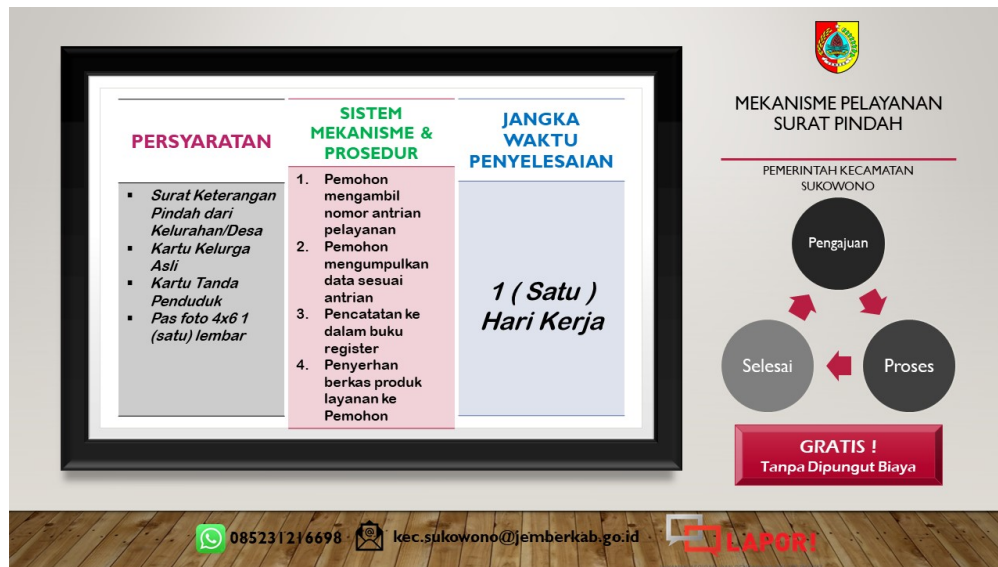 PERSYARATAN
Surat Keterangan
Pindah dari
Kelurahan/Desa
Kartu Kelurga
Asli
Kartu Tanda
Penduduk
Pas foto 4x6 1
(satu) lembar
SISTEM
MEKANISME &
PROSEDUR
1. Pemohon
mengambil
nomor antrian
pelayanan
2. Pemohon
mengumpulkan
data sesuai
antrian
3. Pencatatan ke
dalam buku
register
4. Penyerhan
berkas produk
layanan ke
Pemohon
JANGKA
WAKTU
PENYELESAIAN
1 ( Satu )
Hari Kerja
MEKANISME PELAYANAN
SURAT PINDAH
PEMERINTAH KECAMATAN
SUKOWONO
Pengajuan
Proses
Selesai
GRATIS !
Tanpa Dipungut Biaya
085231216698
kec.sukowono@jemberkab.go.id
LAPOR!